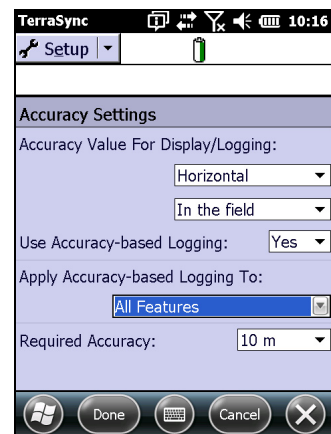 TerraSync 10:16
Setup
Accuracy Settings
Accuracy Value For Display/Logging:
Horizontal
In the field
Use Accuracy-based Logging: Yes
Apply Accuracy-based Logging To:
All Features
Required Accuracy: 10 m
Done Cancel